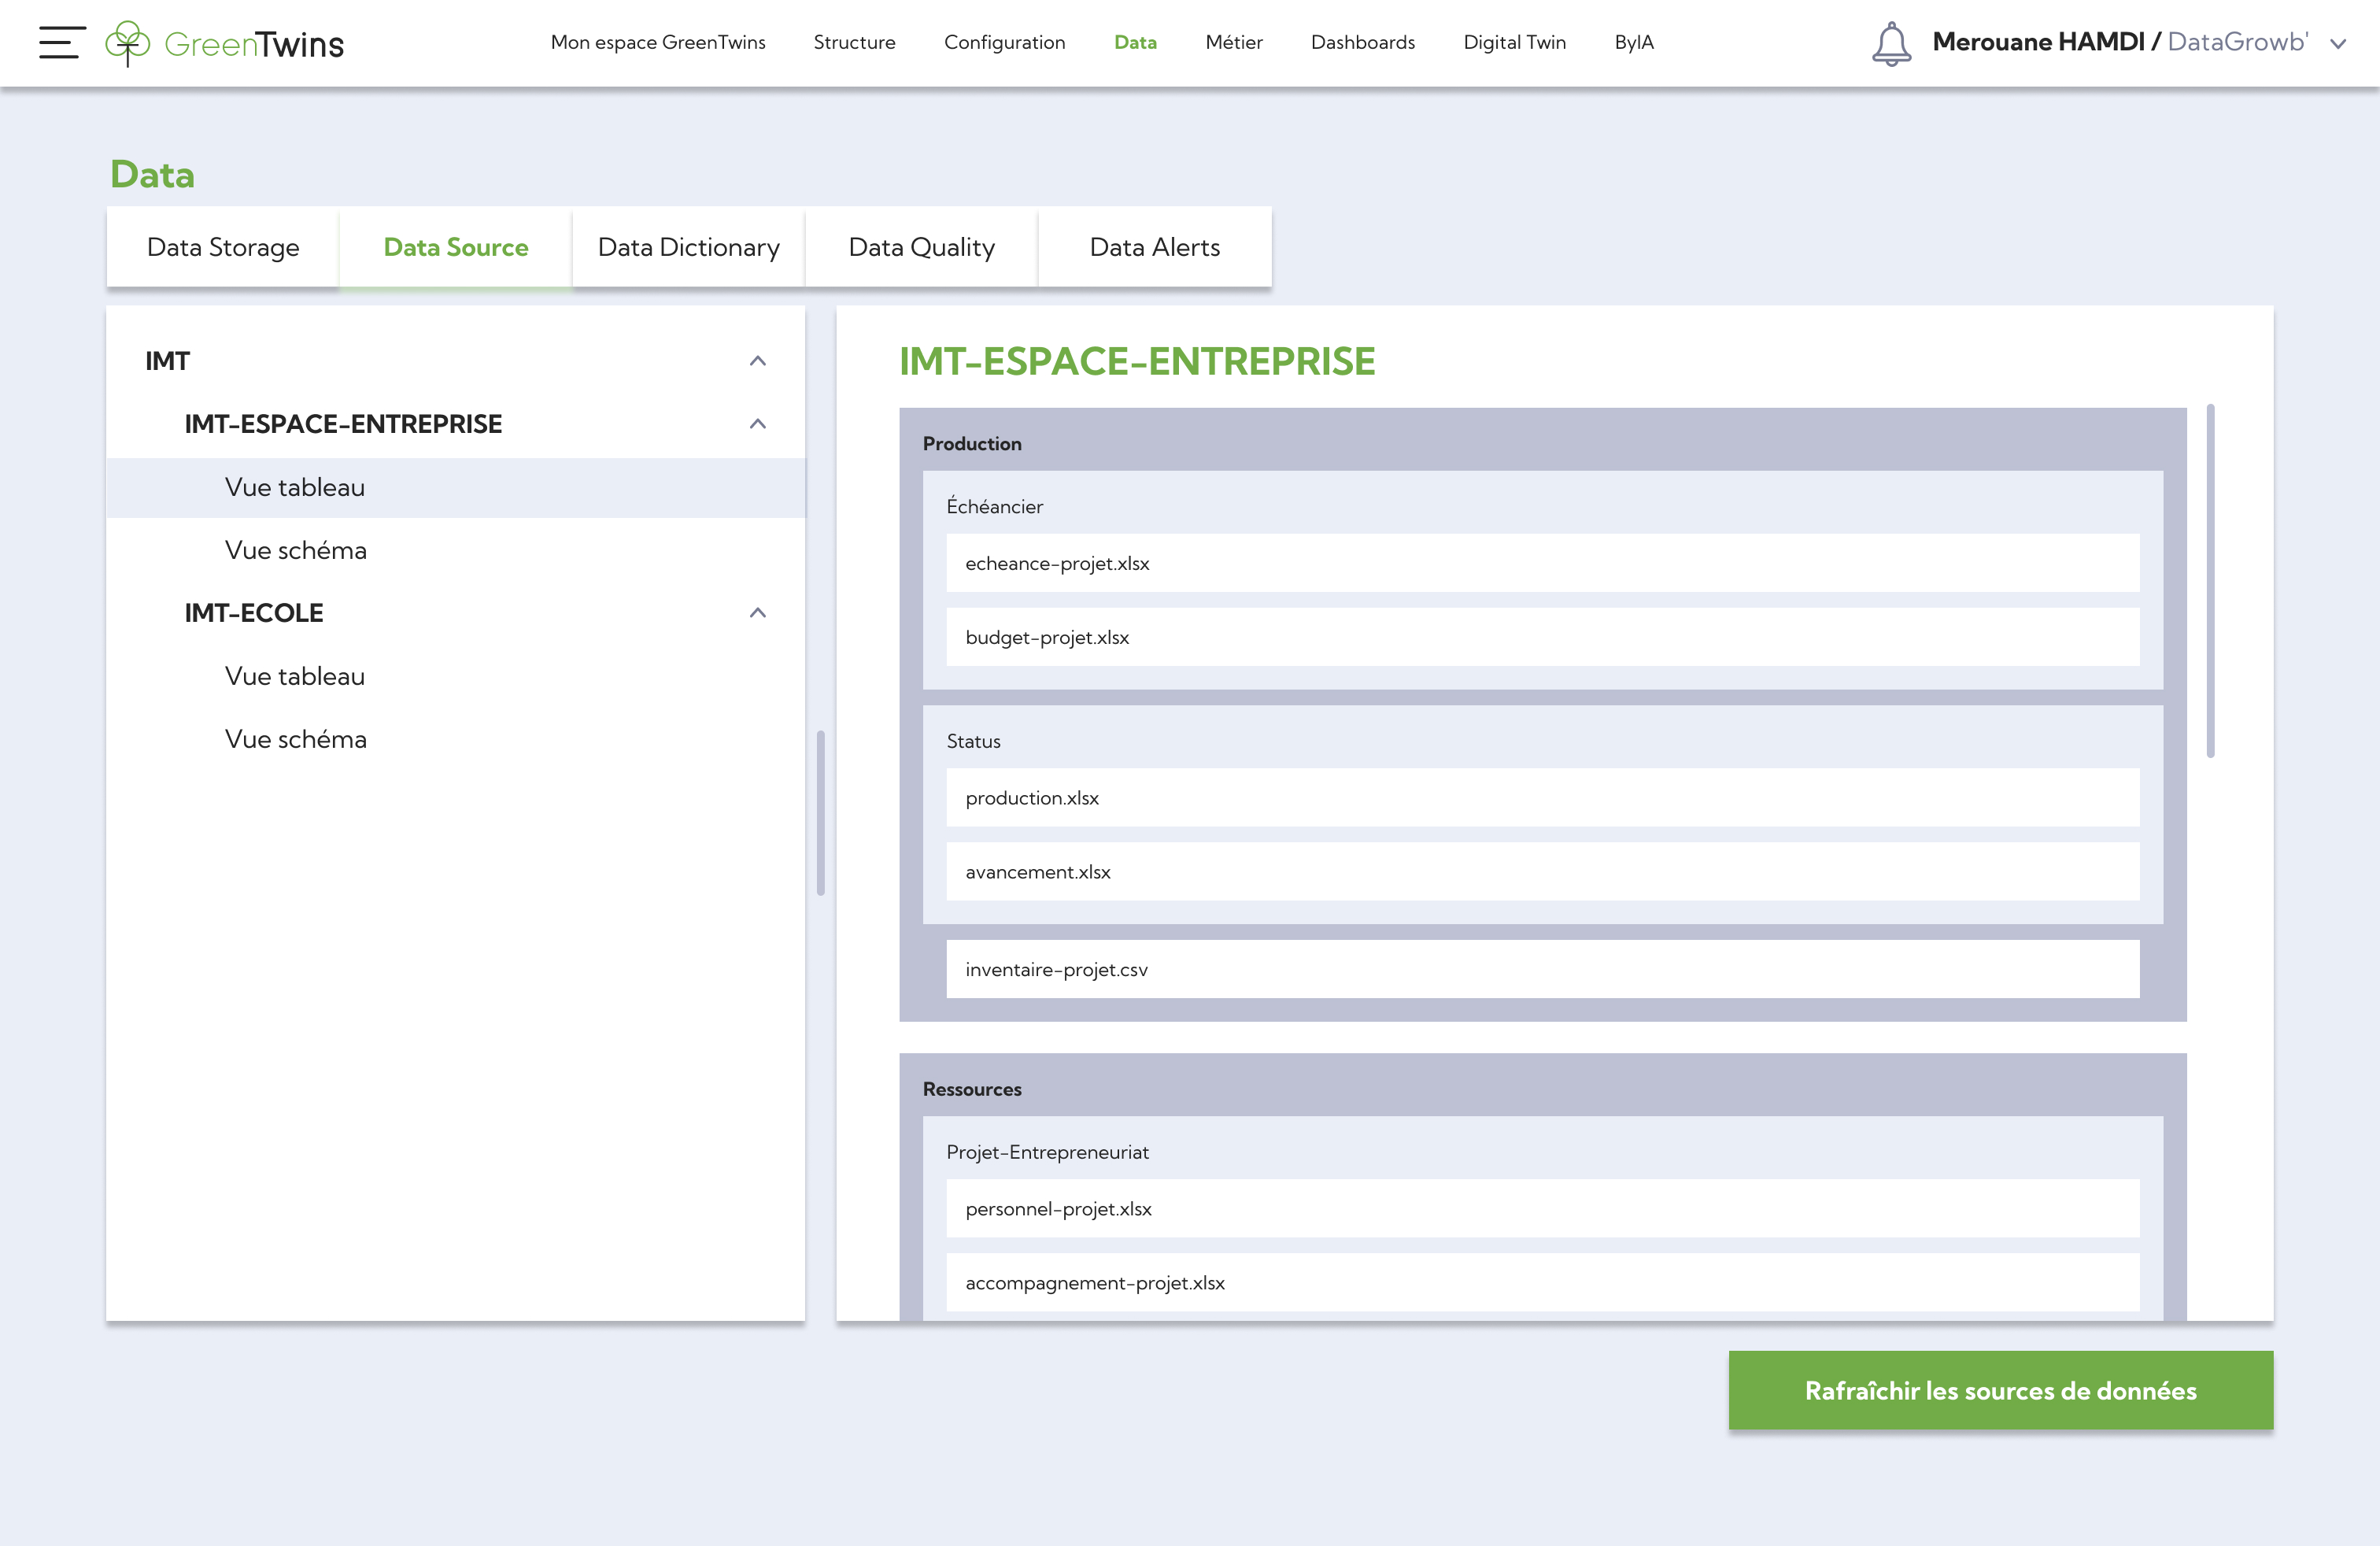 GreenTwins
Mon espace GreenTwins Structure Configuration Data Métier Dashboards Digital Twin ByIA
Merouane HAMDI / DataGrowb'
Data
Data Storage Data Source Data Dictionary Data Quality Data Alerts
IMT
IMT-ESPACE-ENTREPRISE
Vue tableau
Vue schéma
IMT-ECOLE
Vue tableau
Vue schéma
IMT-ESPACE-ENTREPRISE
Production
Échéancier
echeance-projet.xlsx
budget-projet.xlsx
Status
production.xlsx
avancement.xlsx
inventaire-projet.csv
Ressources
Projet-Entrepreneuriat
personnel-projet.xlsx
accompagnement-projet.xlsx
Rafraîchir les sources de données